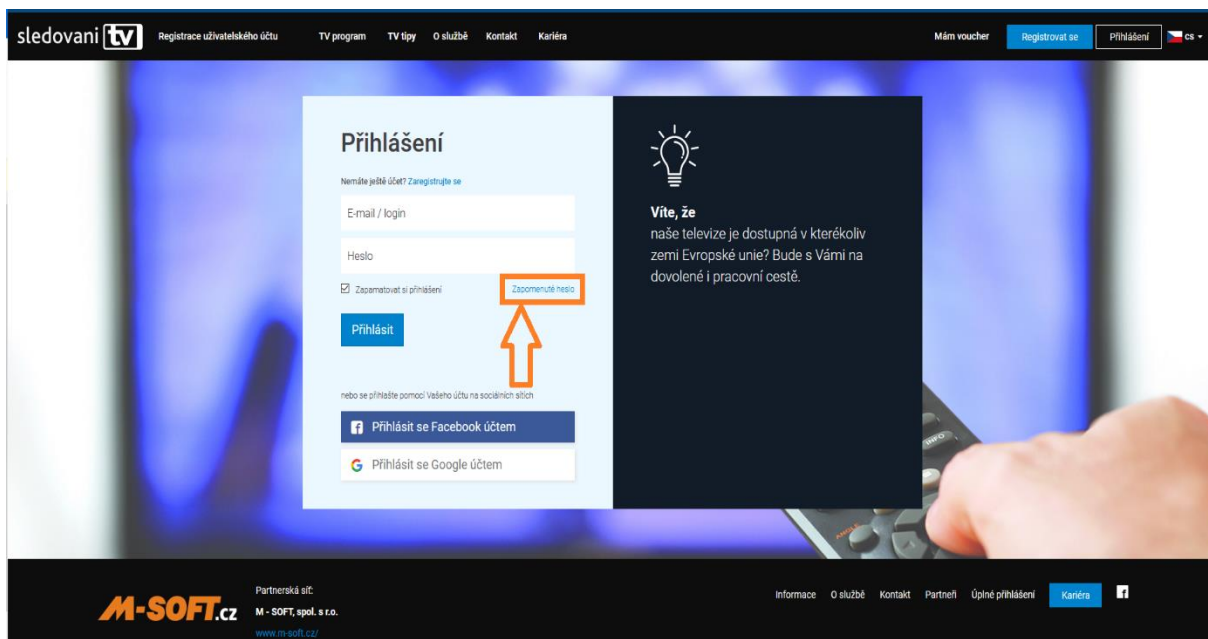 sledovani tv Registrace uživatelského účtu TV program TV tipy O službě Kontakt Kariéra Mám voucher Registrovat se Přihlášení cs
Přihlášení
Nemáte ještě účet? Zaregistrujte se
E-mail / login
Heslo
Zapamatovat si přihlášení Zapomenuté heslo
Přihlásit
nebo se přihlašte pomocí Vašeho účtu na sociálních sítích
Přihlásit se Facebook účtem
Přihlásit se Google účtem
Víte, že
naše televize je dostupná v kterékoliv
zemi Evropské unie? Bude s Vámi na
dovolené i pracovní cestě.
INFO
ANGLE
Partnerská síť:
M-SOFT.cz M - SOFT, spol. s r.o.
www.m-soft.cz/
Informace O službě Kontakt Partneři Úplné přihlášení Kariéra